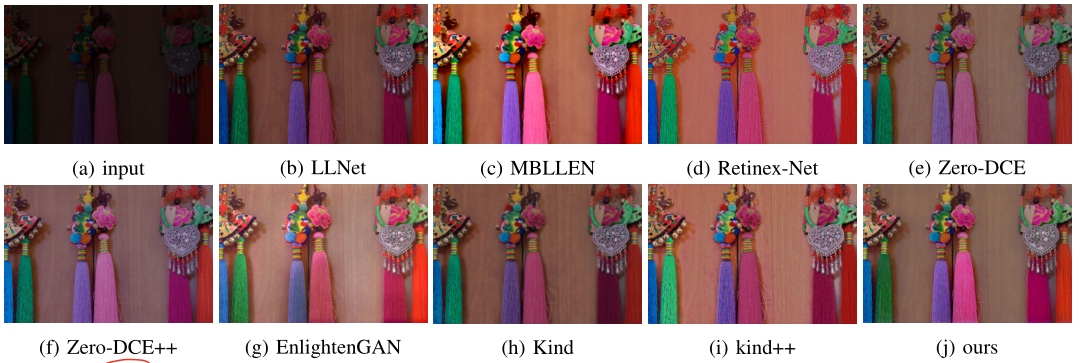 (a) input
(b) LLNet
(c) MBLLEN
(d) Retinex-Net
(e) Zero-DCE
(f) Zero-DCE++
(g) EnlightenGAN
(h) Kind
(i) kind++
(j) ours